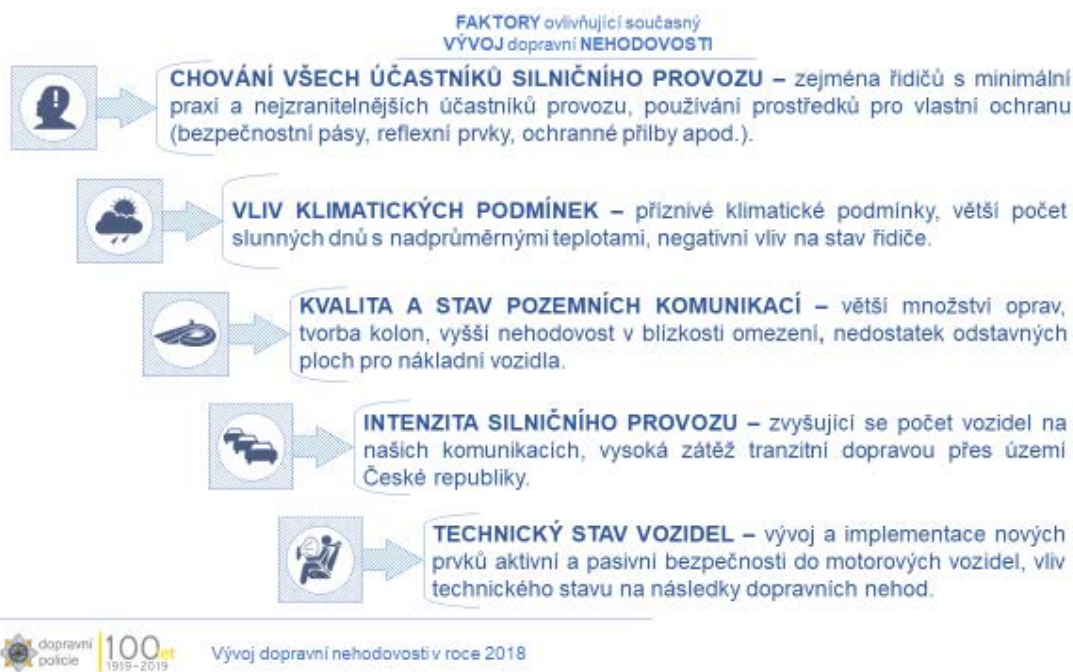 FAKTORY ovlivňující současný
VÝVOJ dopravní NEHODOVOSTI
CHOVÁNÍ VŠECH ÚČASTNÍKŮ SILNIČNÍHO PROVOZU – zejména řidičů s minimální
praxí a nejzranitelnějších účastníků provozu, používání prostředků pro vlastní ochranu
(bezpečnostní pásy, reflexní prvky, ochranné přilby apod.).
VLIV KLIMATICKÝCH PODMÍNEK – příznivé klimatické podmínky, větší počet
slunných dnů s nadprůměrnými teplotami, negativní vliv na stav řidiče.
KVALITA A STAV POZEMNÍCH KOMUNIKACÍ – větší množství oprav,
tvorba kolon, vyšší nehodovost v blízkosti omezení, nedostatek odstavných
ploch pro nákladní vozidla.
INTENZITA SILNIČNÍHO PROVOZU – zvyšující se počet vozidel na
našich komunikacích, vysoká zátěž tranzitní dopravou přes území
České republiky.
TECHNICKÝ STAV VOZIDEL – vývoj a implementace nových
prvků aktivní a pasivní bezpečnosti do motorových vozidel, vliv
technického stavu na následky dopravních nehod.
dopravní
policie
100let
1919–2019
Vývoj dopravní nehodovosti v roce 2018